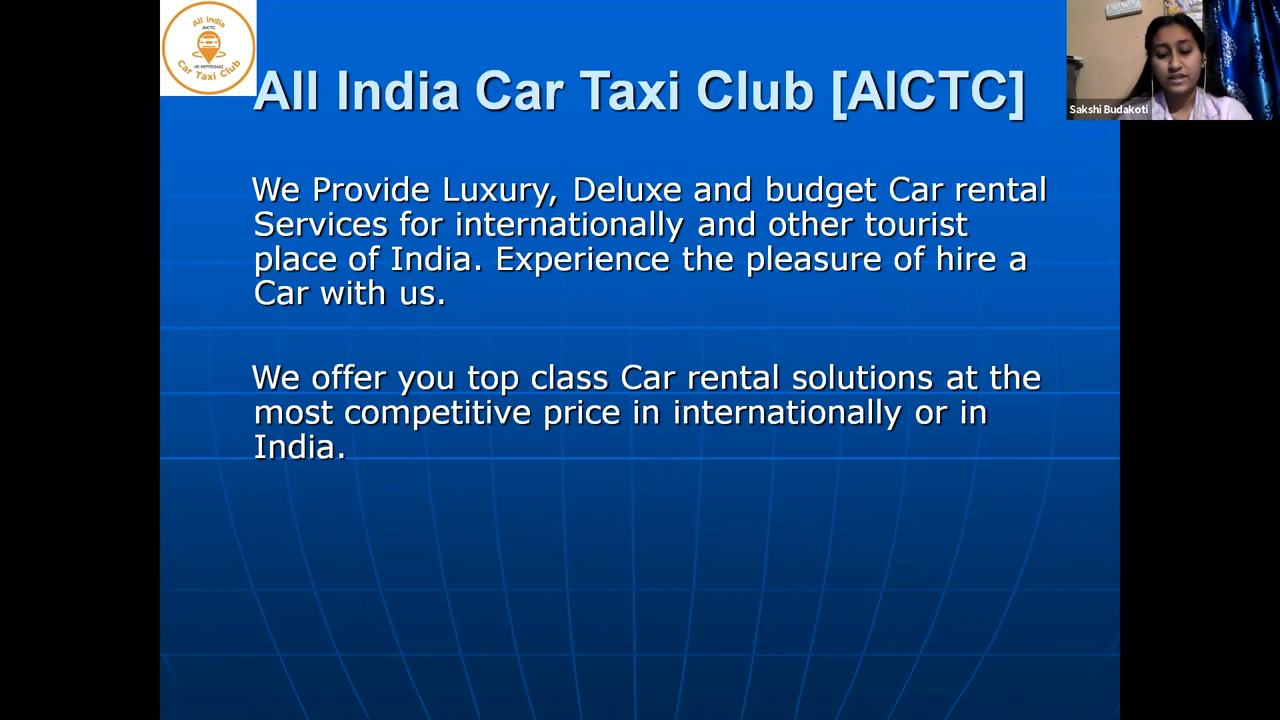 All India
AICTC
Car Taxi Club
All India Car Taxi Club [AICTC]
Sakshi Budakoti
We Provide Luxury, Deluxe and budget Car rental
Services for internationally and other tourist
place of India. Experience the pleasure of hire a
Car with us.
We offer you top class Car rental solutions at the
most competitive price in internationally or in
India.